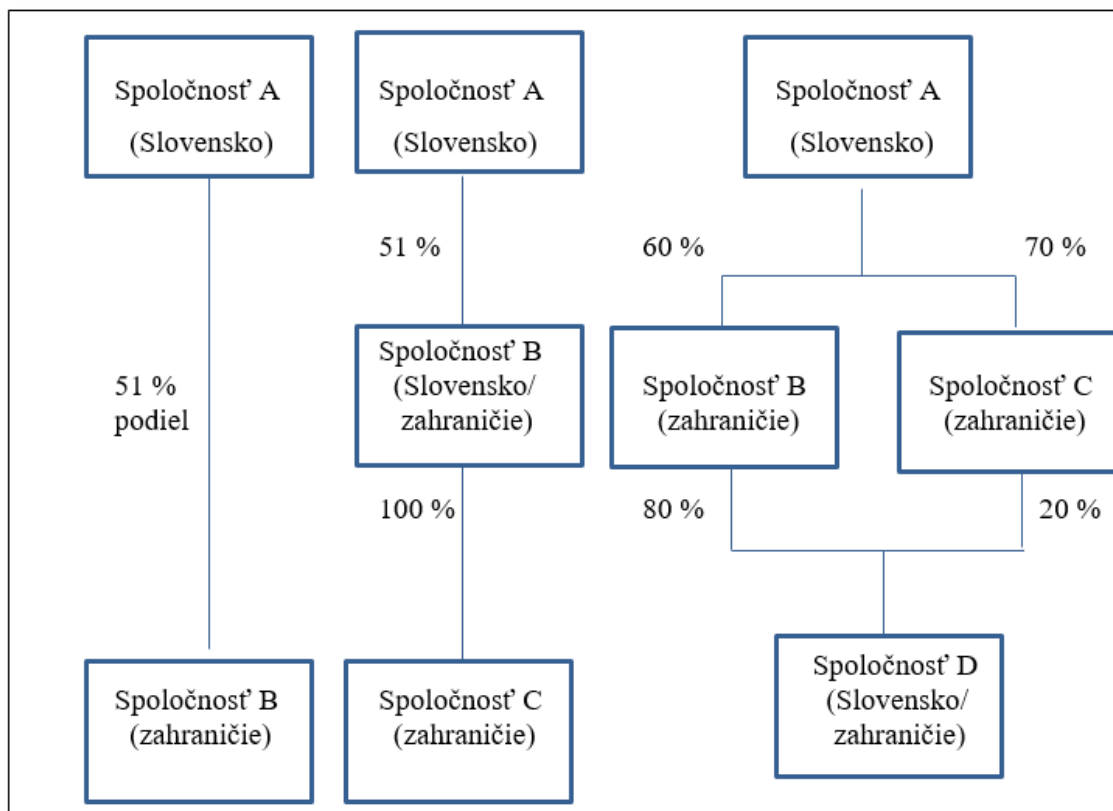 Spoločnosť A
(Slovensko)
51 %
podiel
Spoločnosť B
(zahraničie)
Spoločnosť A
(Slovensko)
51 %
Spoločnosť B
(Slovensko/
zahraničie)
100 %
Spoločnosť C
(zahraničie)
Spoločnosť A
(Slovensko)
60 %
70 %
Spoločnosť B
(zahraničie)
Spoločnosť C
(zahraničie)
80 %
20 %
Spoločnosť D
(Slovensko/
zahraničie)